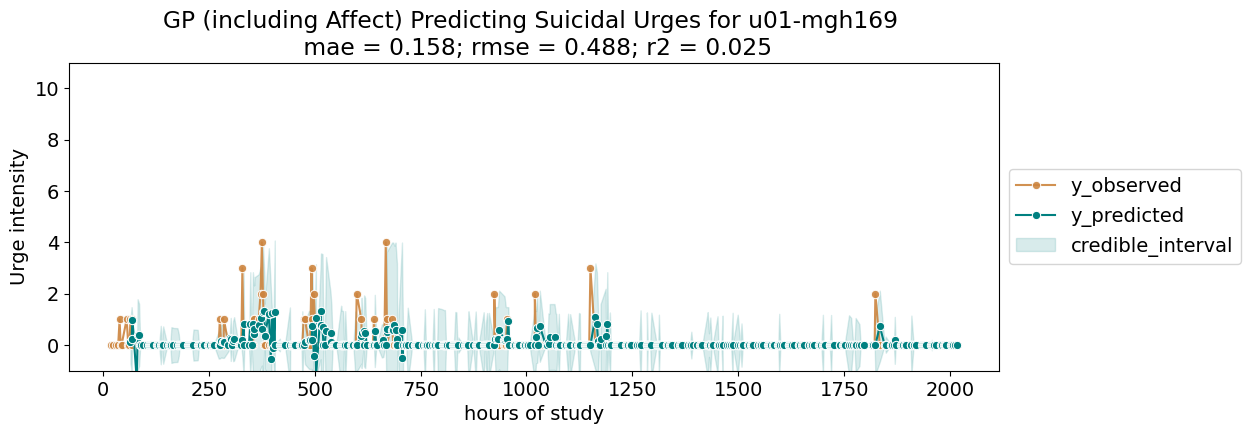 GP (including Affect) Predicting Suicidal Urges for u01-mgh169
mae = 0.158; rmse = 0.488; r2 = 0.025
Urge intensity
10
8
6
4
2
0
0 250 500 750 1000 1250 1500 1750 2000
hours of study
y_observed
y_predicted
credible_interval